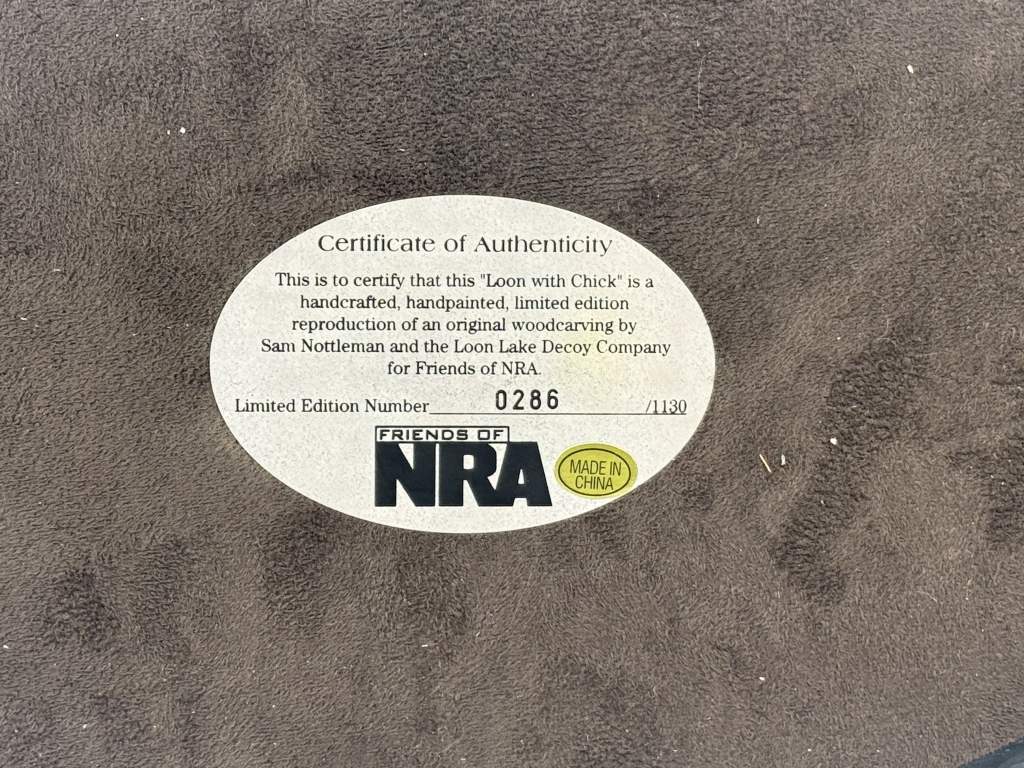 Certificate of Authenticity
This is to certify that this "Loon with Chick" is a
handcrafted, handpainted, limited edition
reproduction of an original woodcarving by
Sam Nottleman and the Loon Lake Decoy Company
for Friends of NRA.
Limited Edition Number 0286 /1130
FRIENDS OF
NRA
MADE IN
CHINA